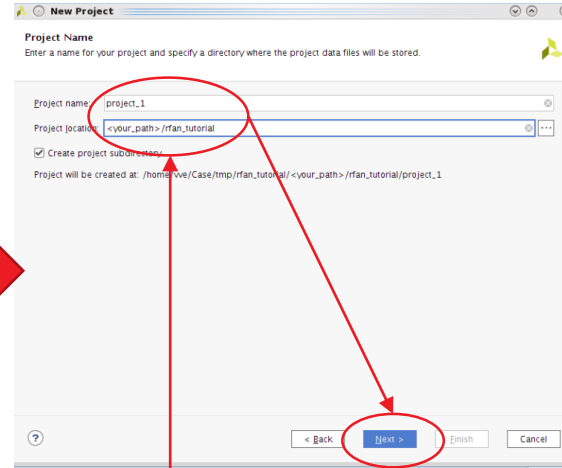 New Project
Project Name
Enter a name for your project and specify a directory where the project data files will be stored.
Project name: project_1
Project location: <your_path>/rfan_tutorial
Create project subdirectory
Project will be created at: /home/vve/Case/tmp/rfan_tutorial/<your_path>/rfan_tutorial/project_1
? < Back Next > Finish Cancel